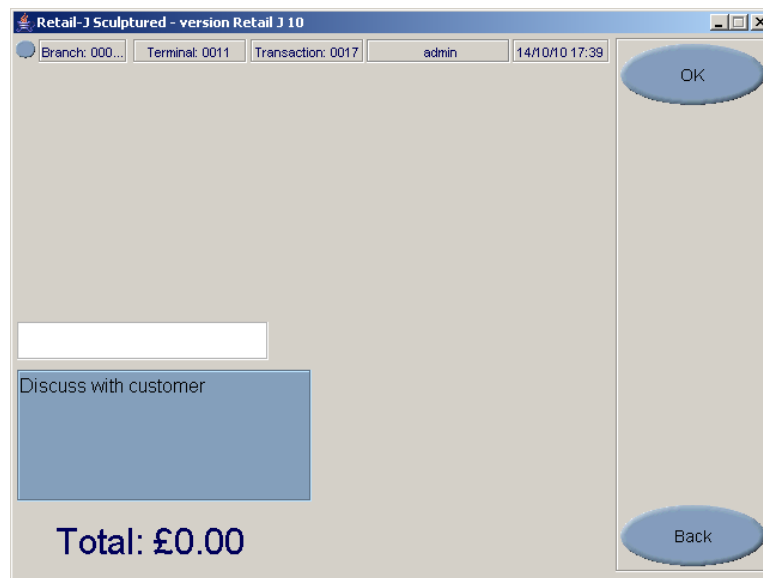 Retail-J Sculptured - version Retail J 10
Branch: 000... Terminal: 0011 Transaction: 0017 admin 14/10/10 17:39
OK
Discuss with customer
Total: £0.00
Back